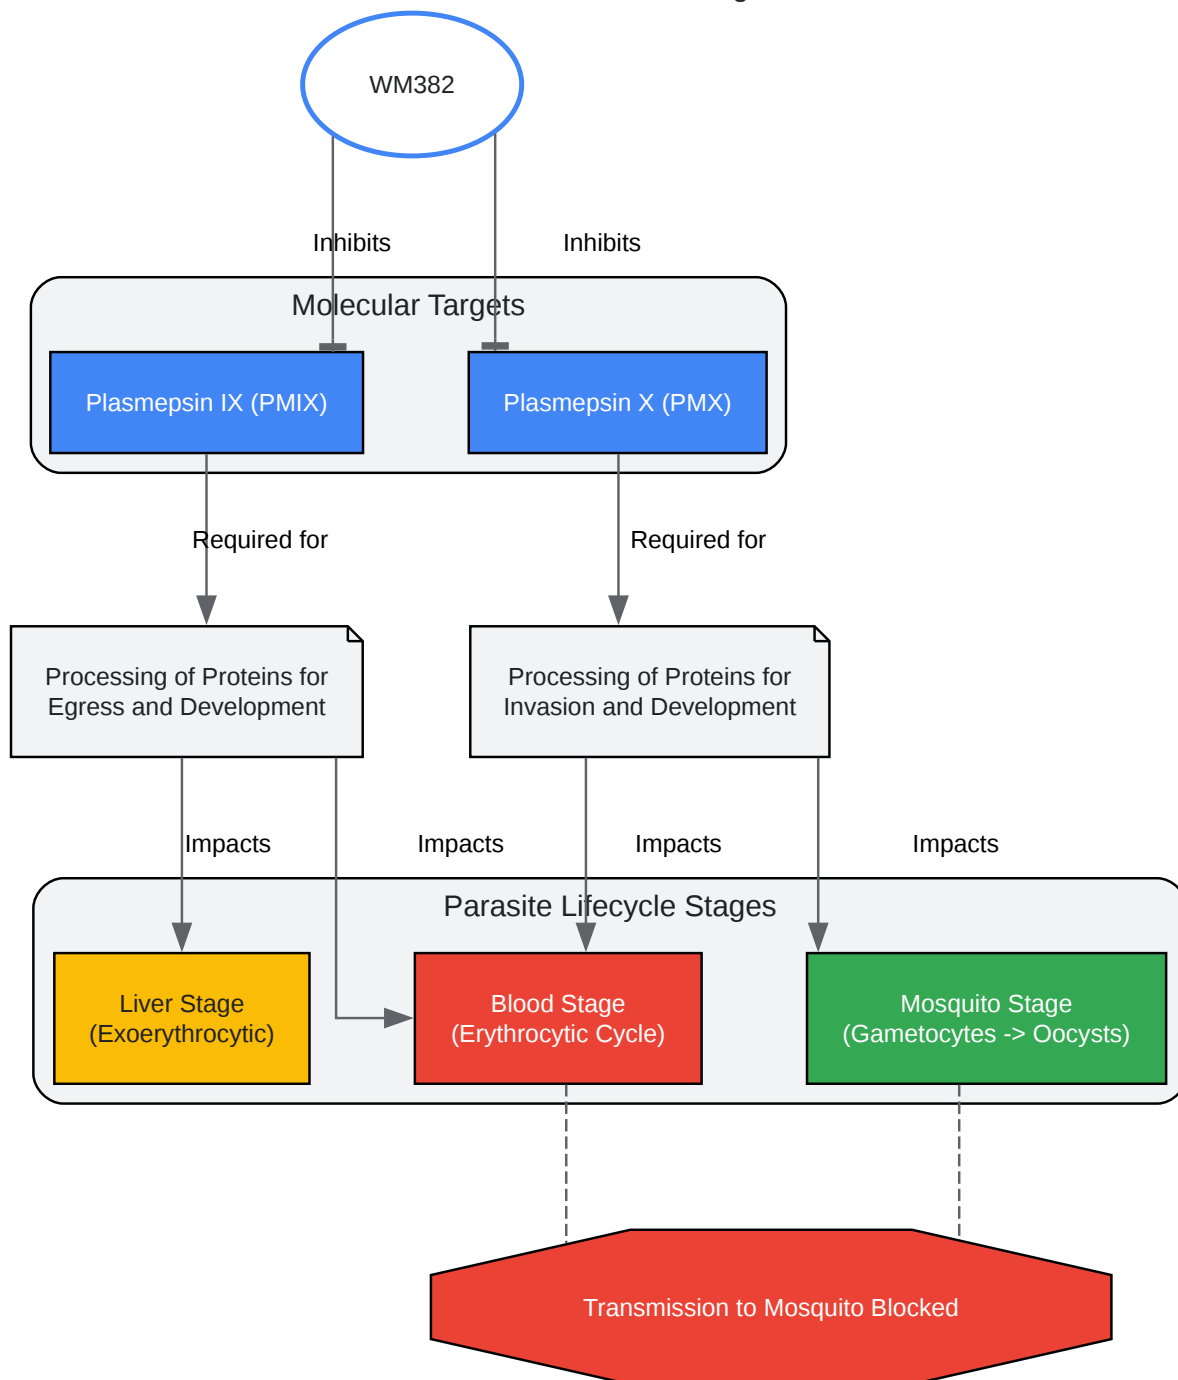 WM382
Inhibits
Inhibits
Molecular Targets
Plasmepsin IX (PMIX)
Plasmepsin X (PMX)
Required for
Required for
Processing of Proteins for
Egress and Development
Processing of Proteins for
Invasion and Development
Impacts
Impacts
Impacts
Impacts
Parasite Lifecycle Stages
Liver Stage
(Exoerythrocytic)
Blood Stage
(Erythrocytic Cycle)
Mosquito Stage
(Gametocytes -> Oocysts)
Transmission to Mosquito Blocked